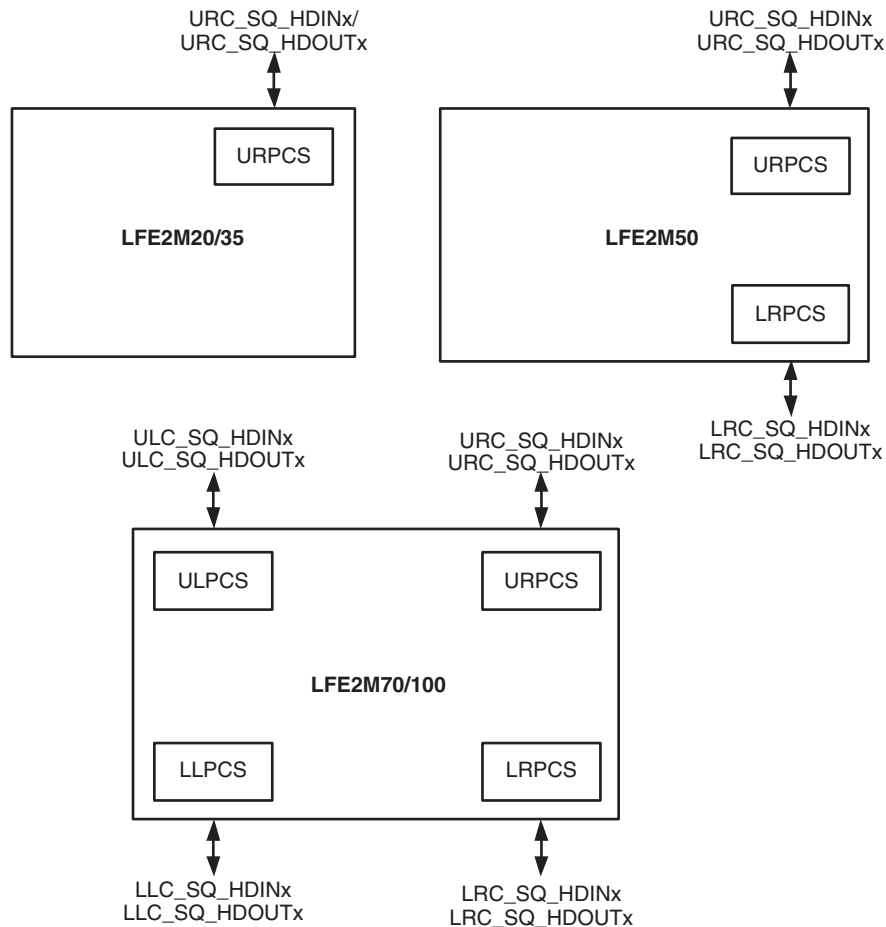 URC_SQ_HDINx/
URC_SQ_HDOUTx
URPCS
LFE2M20/35
URC_SQ_HDINx
URC_SQ_HDOUTx
URPCS
LFE2M50
LRPCS
LRC_SQ_HDINx
LRC_SQ_HDOUTx
ULC_SQ_HDINx
ULC_SQ_HDOUTx
URC_SQ_HDINx
URC_SQ_HDOUTx
ULPCS
URPCS
LFE2M70/100
LLPCS
LRPCS
LLC_SQ_HDINx
LLC_SQ_HDOUTx
LRC_SQ_HDINx
LRC_SQ_HDOUTx